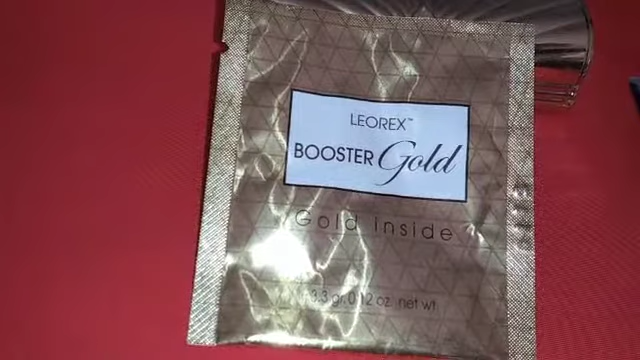 LEOREX™
BOOSTER Gold
Gold inside
3.3 gr. 0.12 oz. net wt